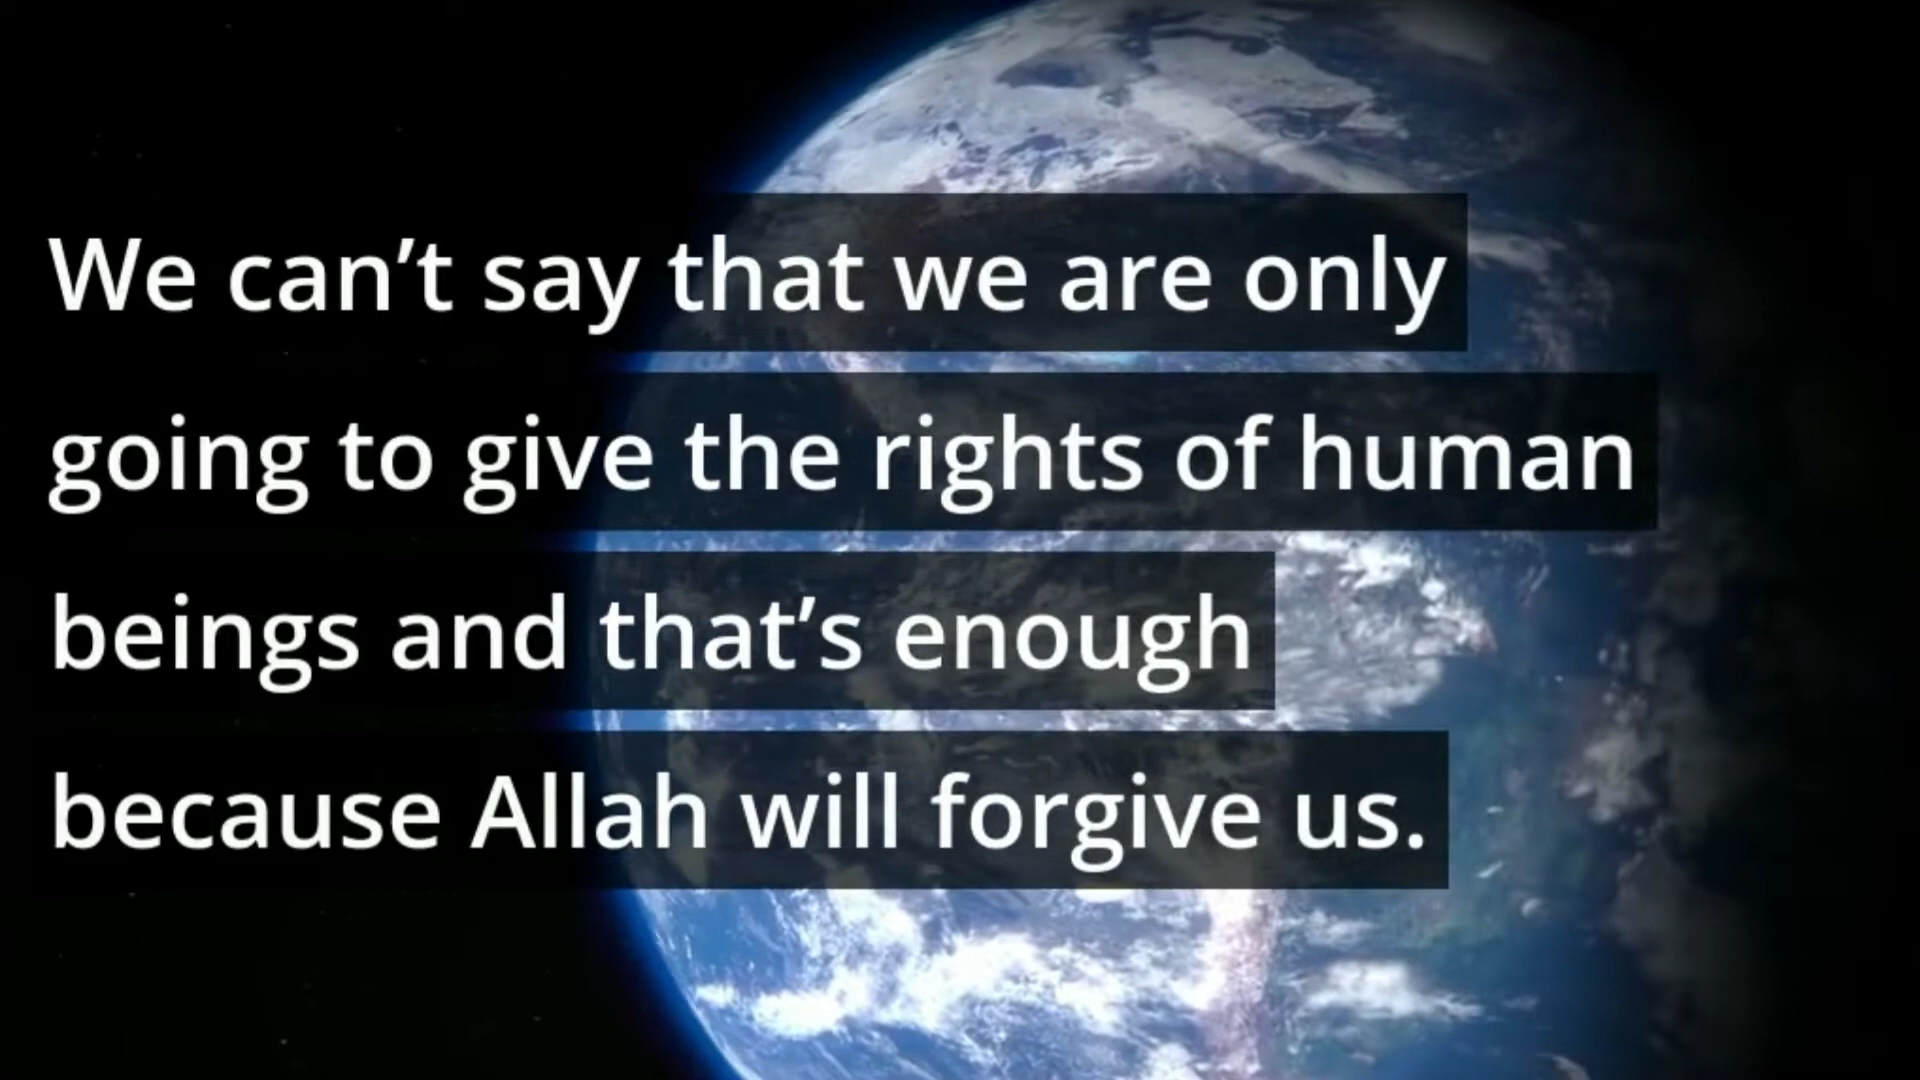 We can’t say that we are only
going to give the rights of human
beings and that’s enough
because Allah will forgive us.